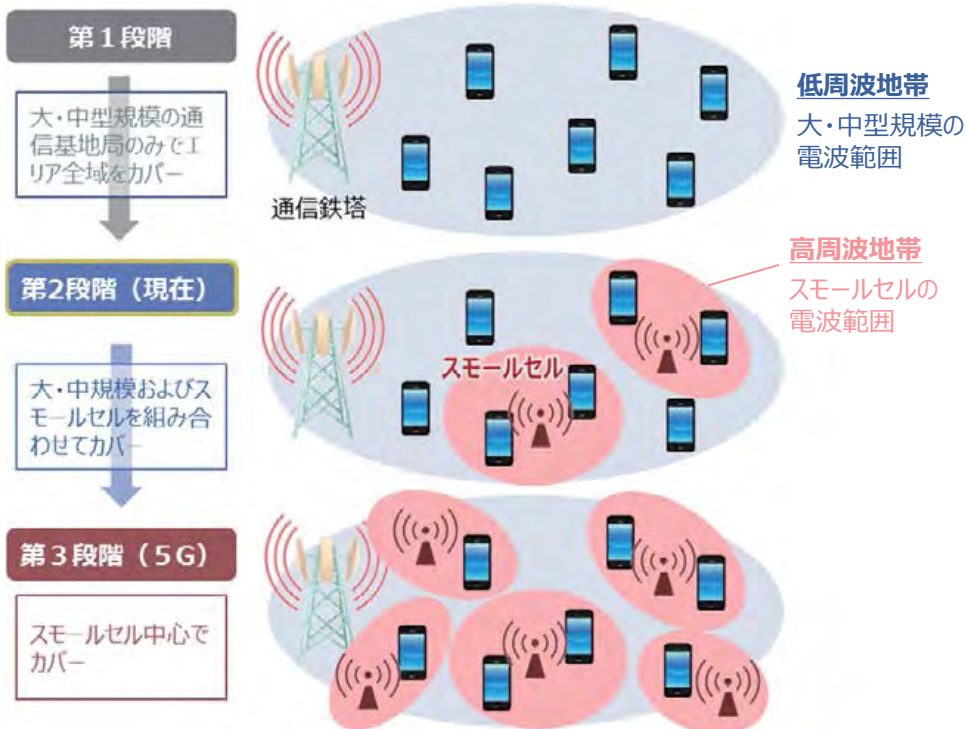 第１段階
大・中型規模の通
信基地局のみでエ
リア全域をカバー
通信鉄塔
低周波地帯
大・中型規模の
電波範囲
高周波地帯
スモールセルの
電波範囲
第2段階（現在）
スモールセル
大・中規模およびス
モールセルを組み合
わせてカバー
第３段階（５G）
スモールセル中心で
カバー